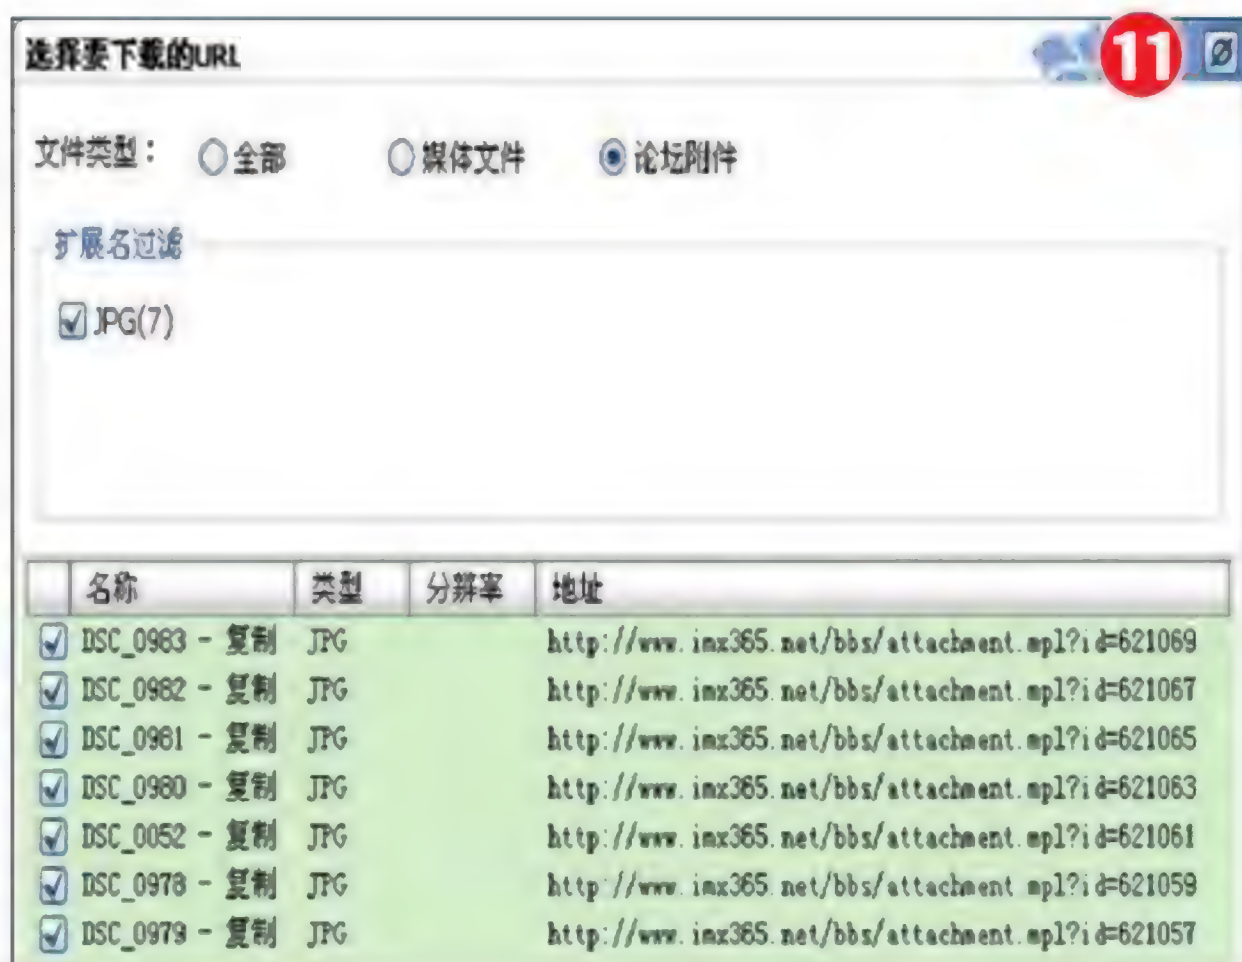 选择要下载的URL
11
文件类型: 全部 媒体文件 论坛附件
扩展名过滤
JPG(7)
名称 类型 分辨率 地址
DSC_0983 - 复制 JPG http://www.imx365.net/bbs/attachment.mpl?id=621069
DSC_0982 - 复制 JPG http://www.imx365.net/bbs/attachment.mpl?id=621067
DSC_0981 - 复制 JPG http://www.imx365.net/bbs/attachment.mpl?id=621065
DSC_0980 - 复制 JPG http://www.imx365.net/bbs/attachment.mpl?id=621063
DSC_0052 - 复制 JPG http://www.imx365.net/bbs/attachment.mpl?id=621061
DSC_0978 - 复制 JPG http://www.imx365.net/bbs/attachment.mpl?id=621059
DSC_0979 - 复制 JPG http://www.imx365.net/bbs/attachment.mpl?id=621057